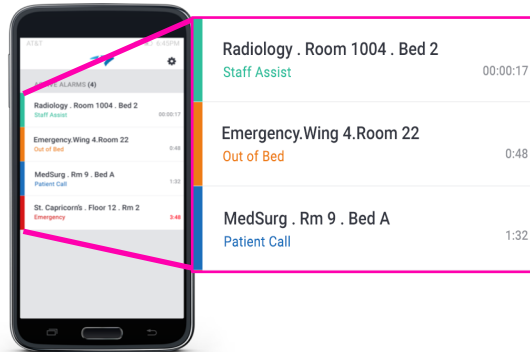 AT&T
6:45PM
ACTIVE ALARMS (4)
Radiology . Room 1004 . Bed 2
Staff Assist
00:00:17
Emergency.Wing 4.Room 22
Out of Bed
0:48
MedSurg . Rm 9 . Bed A
Patient Call
1:32
St. Capricorn's . Floor 12 . Rm 2
Emergency
3:48
Radiology . Room 1004 . Bed 2
Staff Assist
00:00:17
Emergency.Wing 4.Room 22
Out of Bed
0:48
MedSurg . Rm 9 . Bed A
Patient Call
1:32